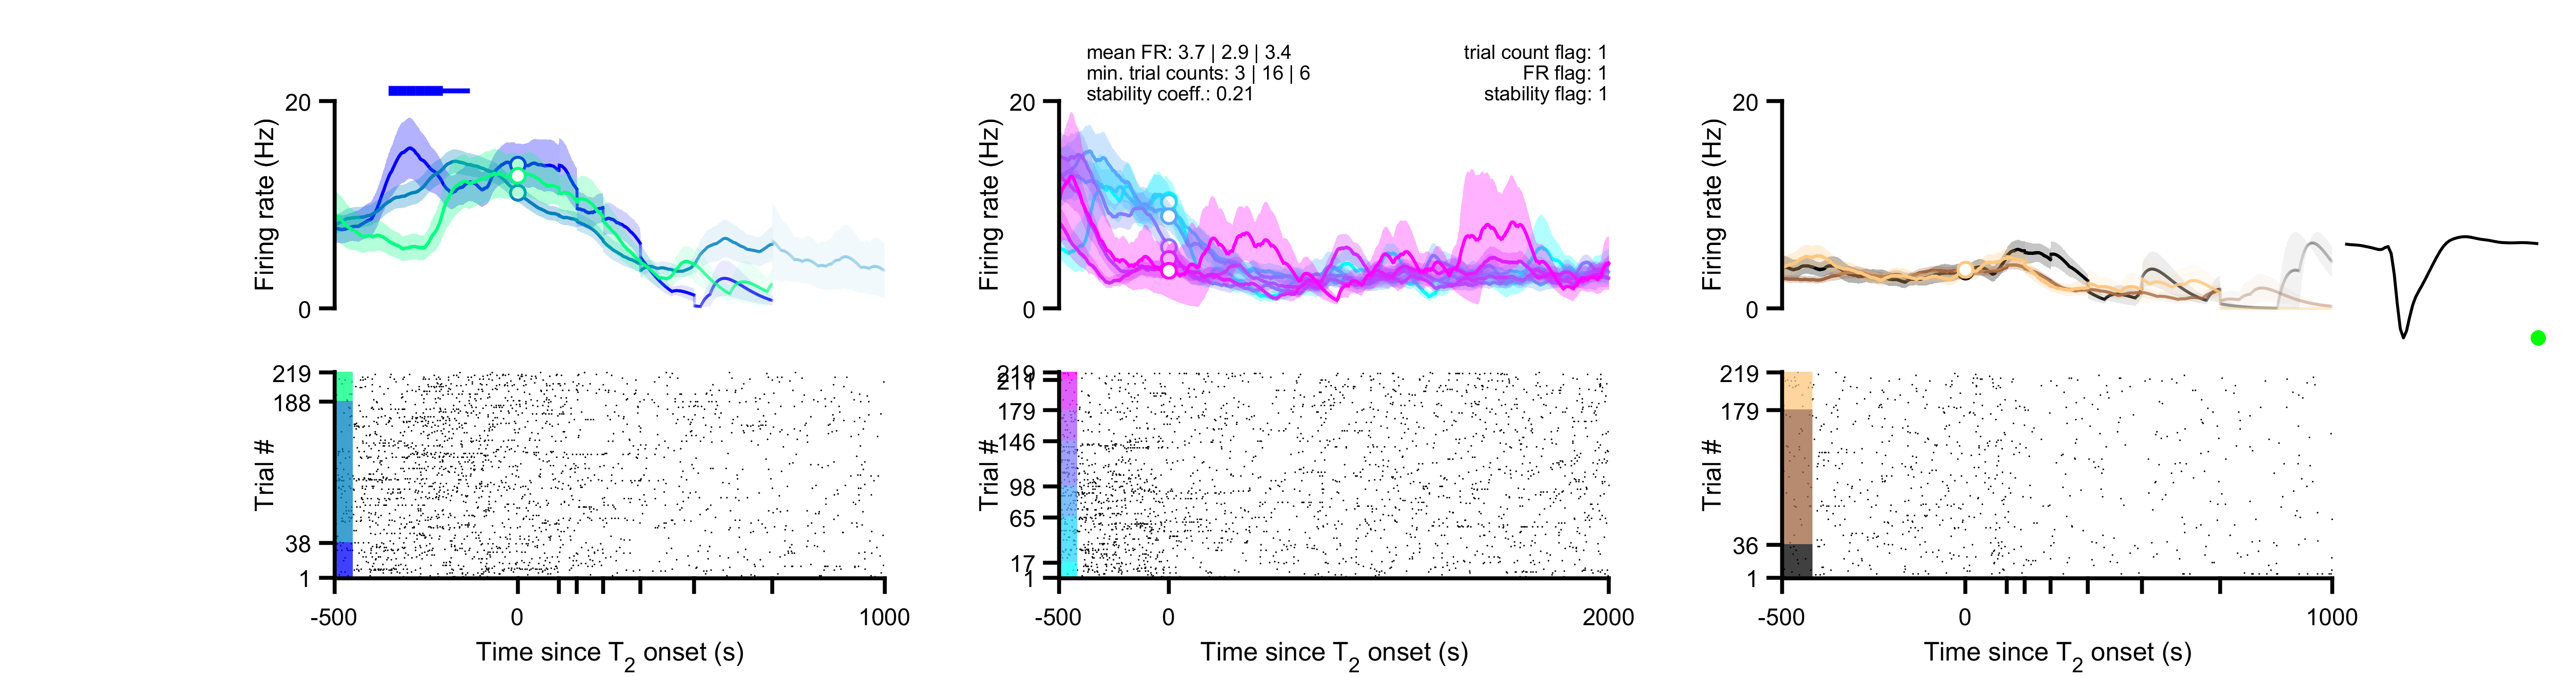 mean FR: 3.7 | 2.9 | 3.4
min. trial counts: 3 | 16 | 6
stability coeff.: 0.21
trial count flag: 1
FR flag: 1
stability flag: 1
20
Firing rate (Hz)
0
20
Firing rate (Hz)
0
20
Firing rate (Hz)
0
219
188
Trial #
38
1
-500
0
1000
Time since T2 onset (s)
219
211
179
146
Trial #
98
65
17
1
-500
0
2000
Time since T2 onset (s)
219
179
Trial #
36
1
-500
0
1000
Time since T2 onset (s)